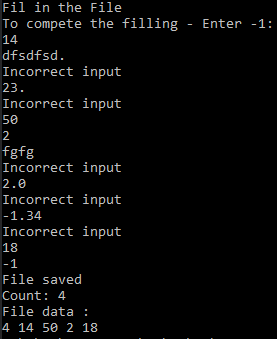 Fil in the File
To compete the filling - Enter -1:
14
dfsdfsd.
Incorrect input
23.
Incorrect input
50
2
fgfg
Incorrect input
2.0
Incorrect input
-1.34
Incorrect input
18
-1
File saved
Count: 4
File data :
4 14 50 2 18